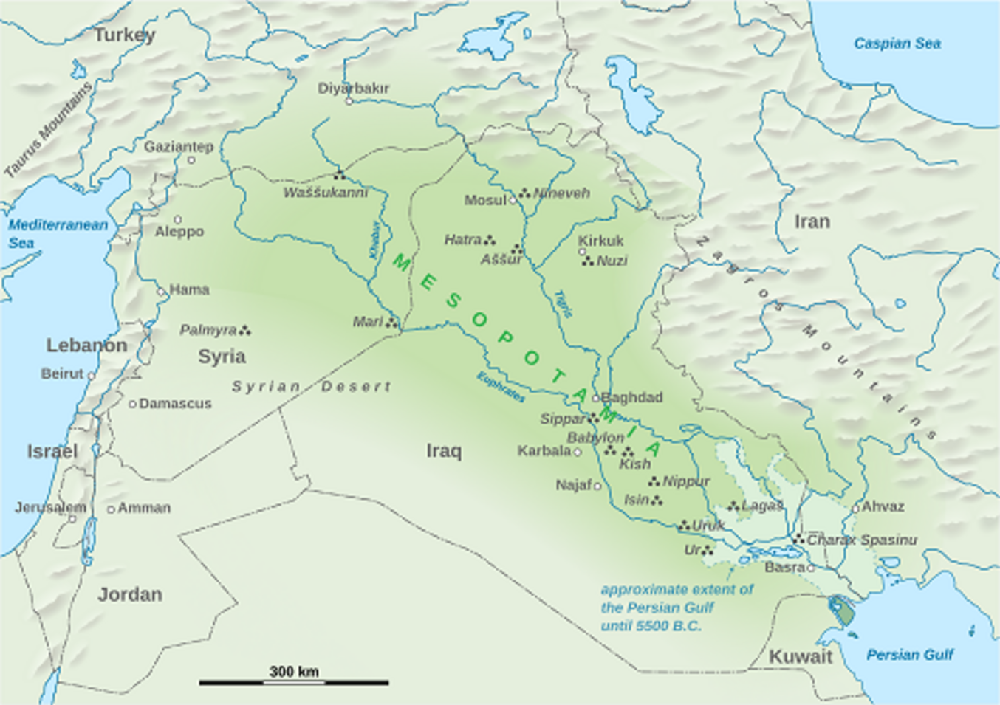 Turkey
Caspian Sea
Taurus Mountains
Diyarbakır
Gaziantep
Waššukanni
Mosul
Nineveh
Mediterranean
Sea
Aleppo
Khabur
Hatra
Aššur
Kirkuk
Nuzi
Iran
Zagros Mountains
MESOPOTAMIA
Hama
Tigris
Palmyra
Mari
Lebanon
Syria
Beirut
Syrian Desert
Euphrates
Damascus
Baghdad
Sippar
Babylon
Israel
Iraq
Karbala
Kish
Najaf
Nippur
Isin
Jerusalem
Amman
Lagaš
Ahvaz
Uruk
Charax Spasinu
Ur
Basra
Jordan
approximate extent of
the Persian Gulf
until 5500 B.C.
Kuwait
Persian Gulf
300 km